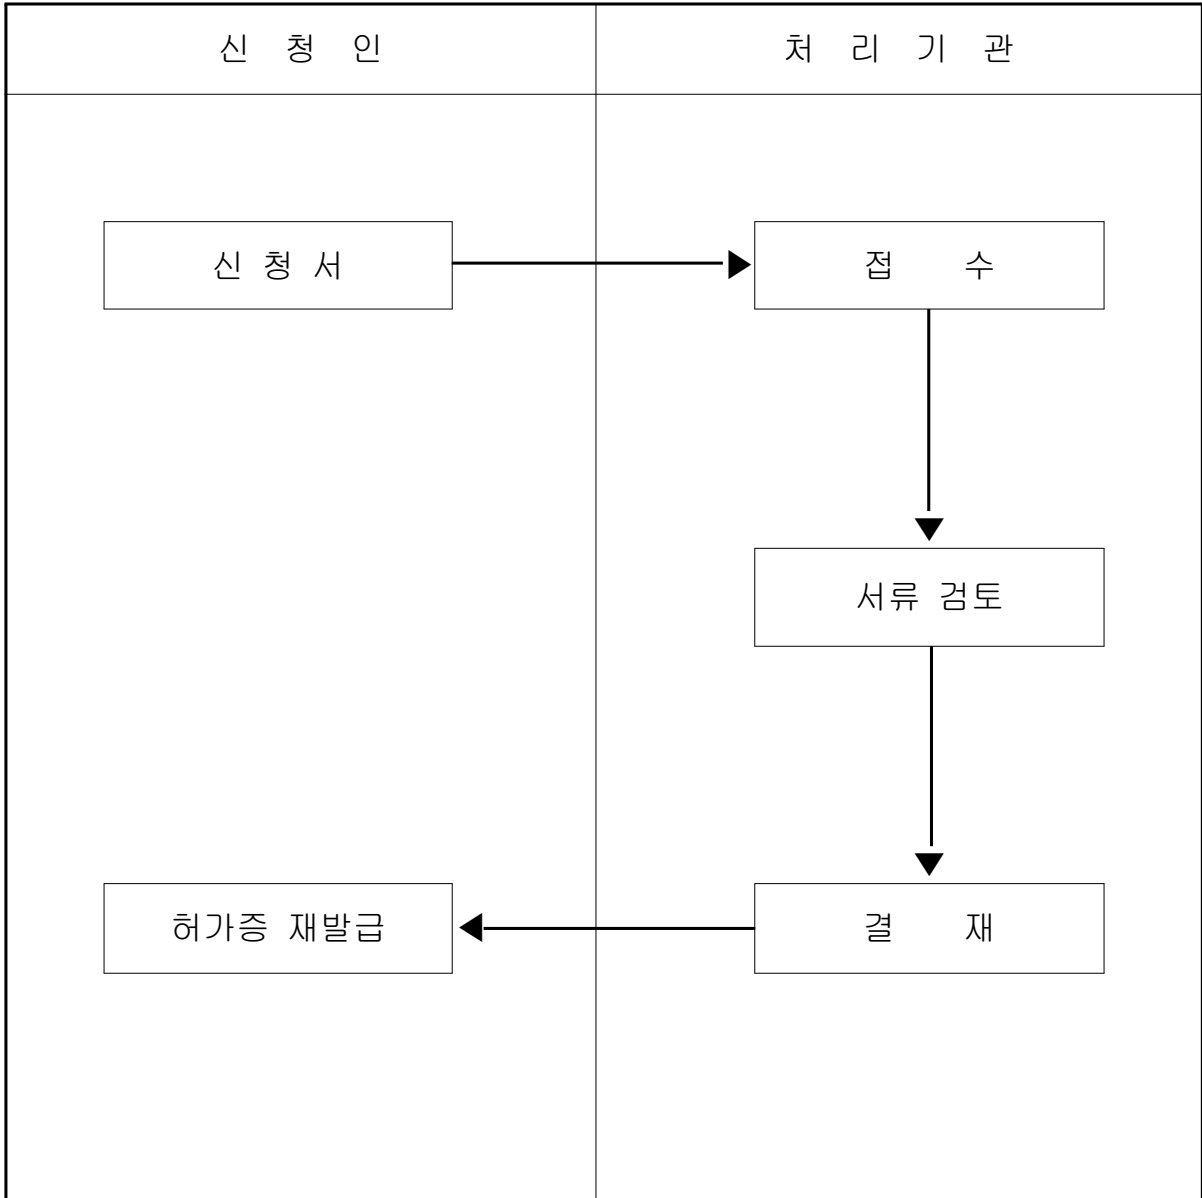 신 청 인
처 리 기 관
신 청 서
접 수
서류 검토
허가증 재발급
결 재